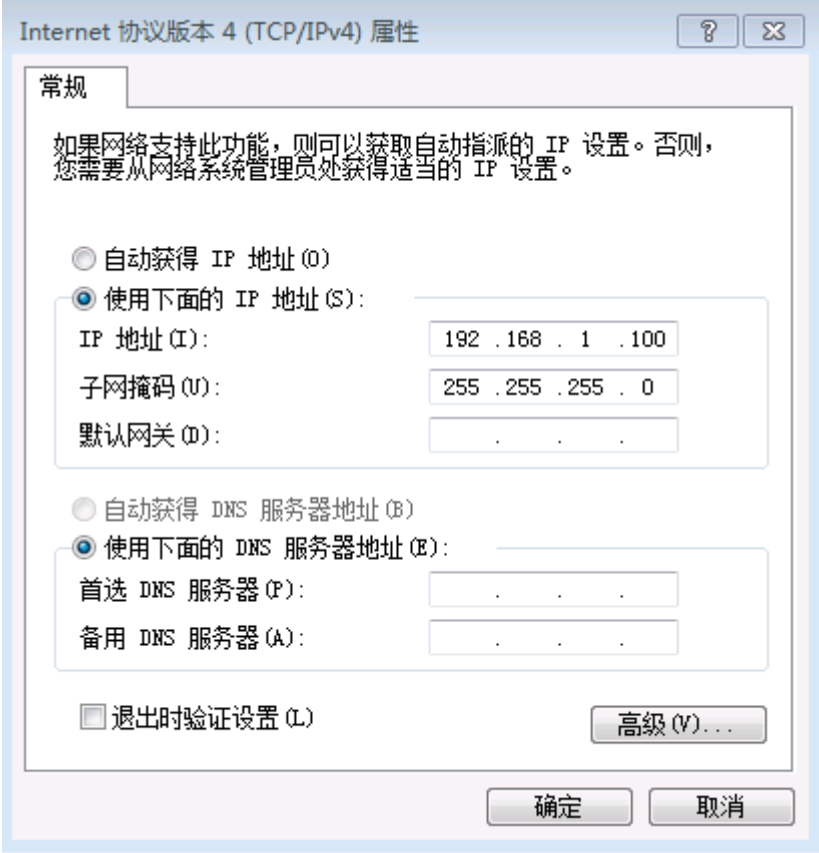 Internet 协议版本 4 (TCP/IPv4) 属性
常规
如果网络支持此功能，则可以获取自动指派的 IP 设置。否则，
您需要从网络系统管理员处获得适当的 IP 设置。
自动获得 IP 地址(O)
使用下面的 IP 地址(S):
IP 地址(I): 192 .168 . 1 .100
子网掩码(U): 255 .255 .255 . 0
默认网关(D): . . .
自动获得 DNS 服务器地址(B)
使用下面的 DNS 服务器地址(E):
首选 DNS 服务器(P): . . .
备用 DNS 服务器(A): . . .
退出时验证设置(L)
高级(V)...
确定 取消